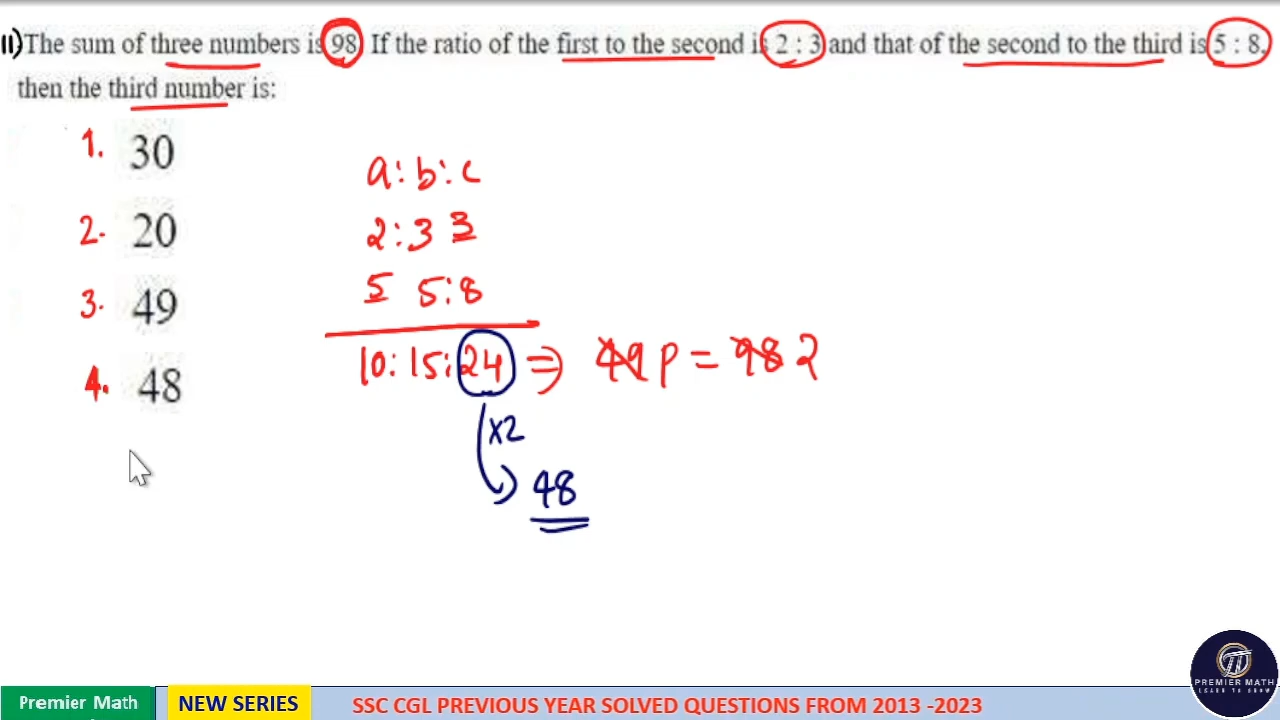 11) The sum of three numbers is 98. If the ratio of the first to the second is 2 : 3 and that of the second to the third is 5 : 8,
then the third number is:
1. 30
2. 20
3. 49
4. 48
a : b : c
2 : 3 3
5 5 : 8
10 : 15 : 24 ⇒ 49 P = 98 2
x2
48
PREMIER MATH
LEARN TO GROW
Premier Math
NEW SERIES
SSC CGL PREVIOUS YEAR SOLVED QUESTIONS FROM 2013 -2023